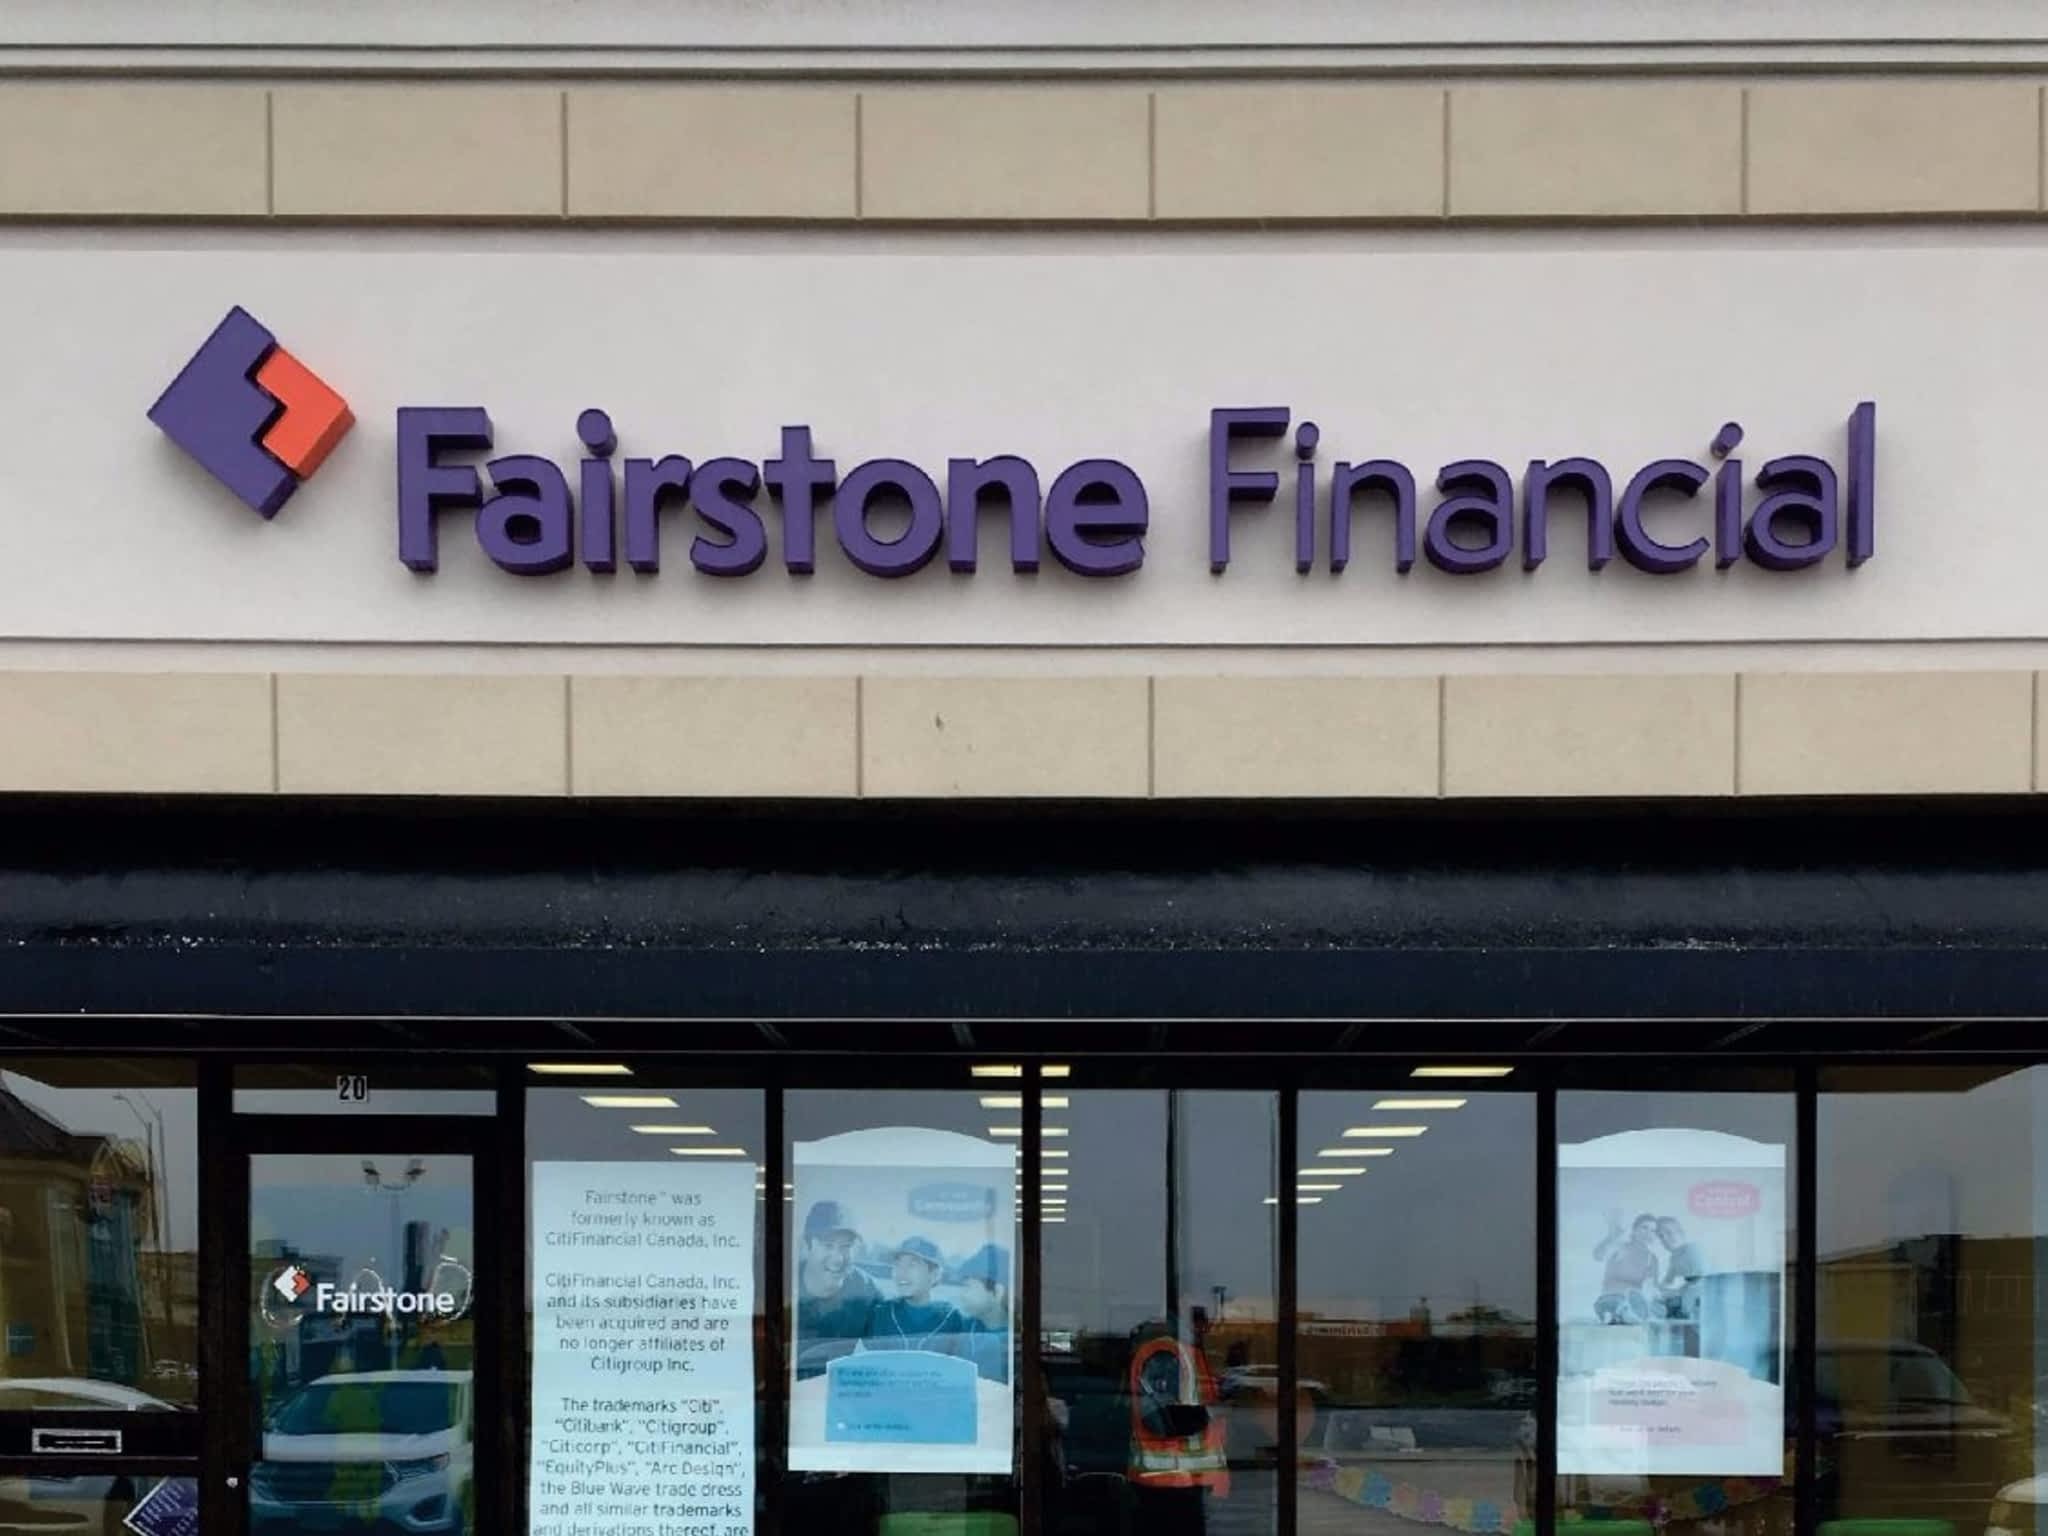 Fairstone Financial
20
Fairstone
Fairstone™ was
formerly known as
CitiFinancial Canada, Inc.
CitiFinancial Canada, Inc.
and its subsidiaries have
been acquired and are
no longer affiliates of
Citigroup Inc.
The trademarks "Citi",
"Citibank", "Citigroup",
"Citicorp", "CitiFinancial",
"EquityPlus", "Arc Design",
the Blue Wave trade dress
and all similar trademarks
and derivations thereof, are
Community
Control